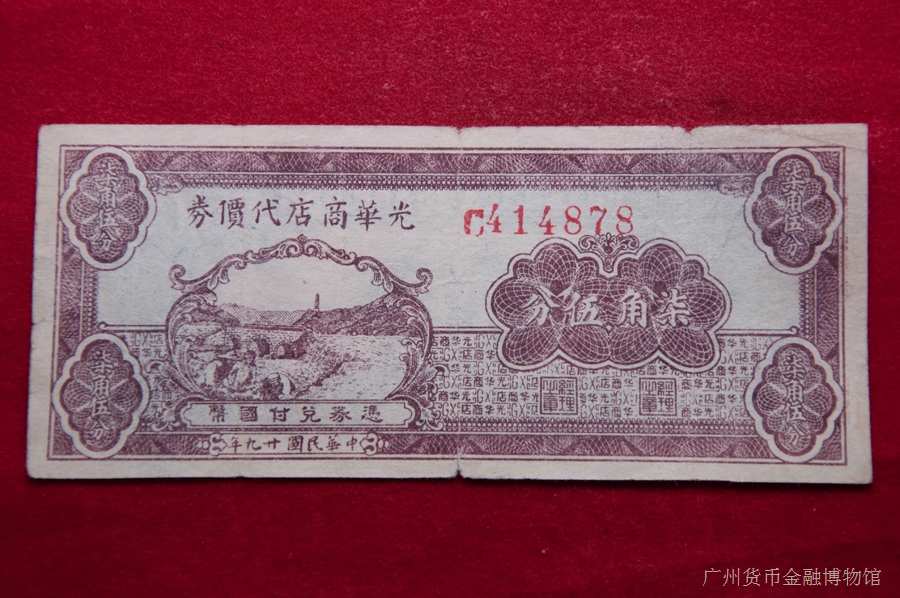 光華商店代價券
C414878
柒角伍分
柒角伍分
柒角伍分
柒角伍分
柒角伍分
憑券兌付國幣
中華民國廿九年
广州货币金融博物馆